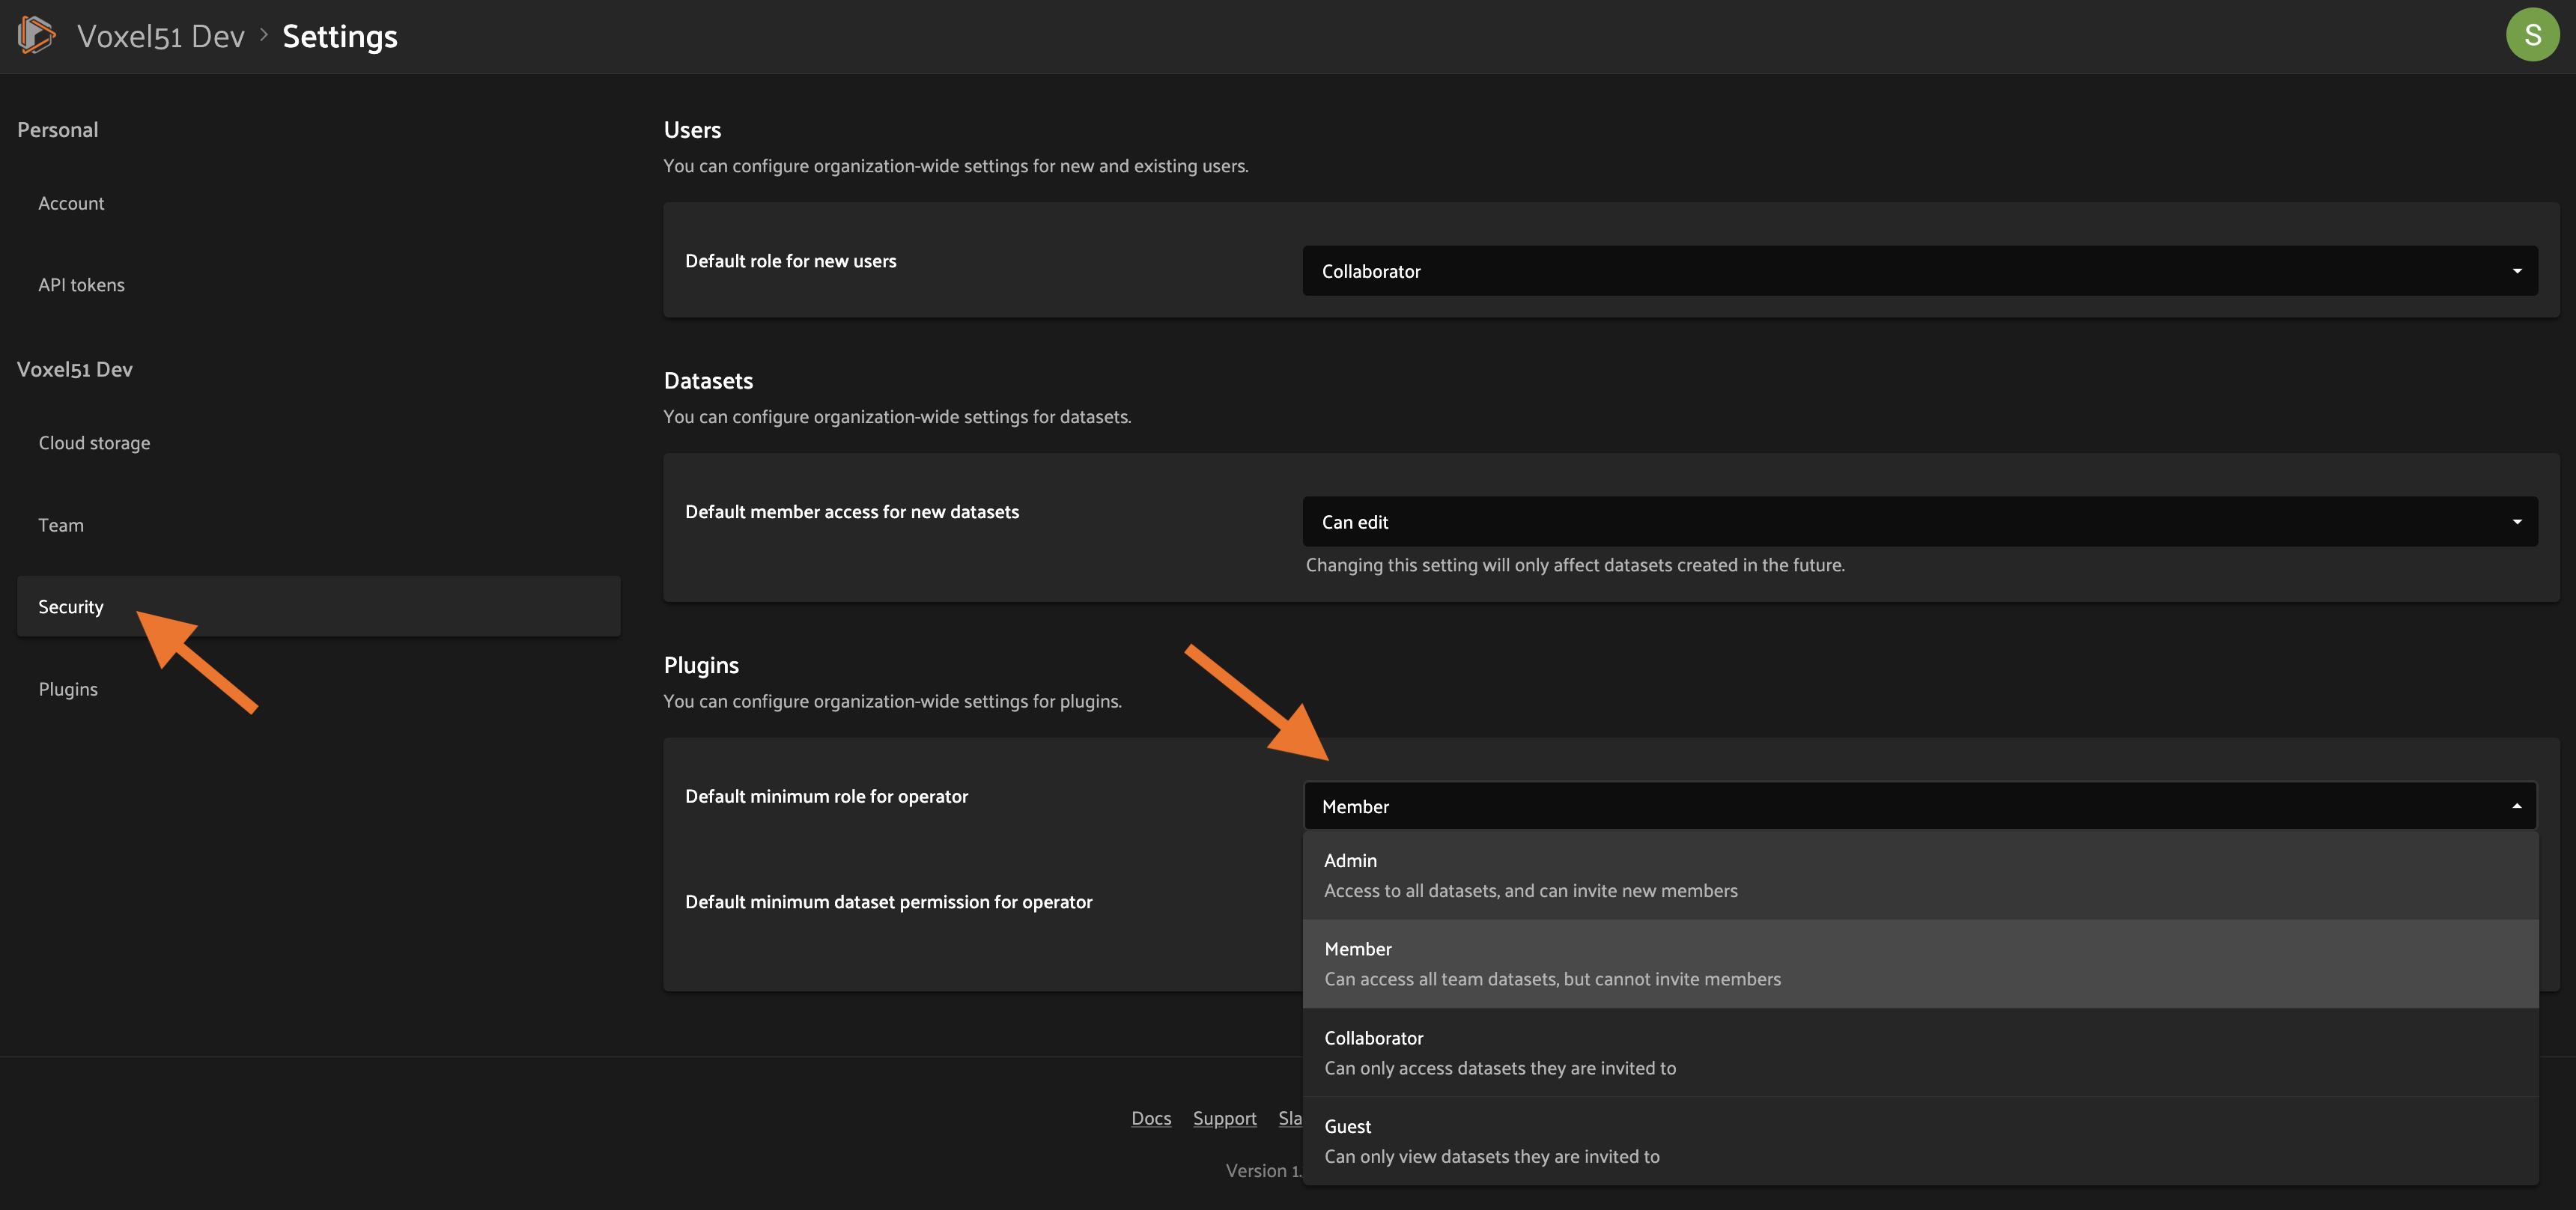 Voxel51 Dev > Settings
S
Personal
Account
API tokens
Voxel51 Dev
Cloud storage
Team
Security
Plugins
Users
You can configure organization-wide settings for new and existing users.
Default role for new users
Collaborator
Datasets
You can configure organization-wide settings for datasets.
Default member access for new datasets
Can edit
Changing this setting will only affect datasets created in the future.
Plugins
You can configure organization-wide settings for plugins.
Default minimum role for operator
Member
Default minimum dataset permission for operator
Admin
Access to all datasets, and can invite new members
Member
Can access all team datasets, but cannot invite members
Collaborator
Can only access datasets they are invited to
Guest
Can only view datasets they are invited to
Docs Support Sla
Version 1.